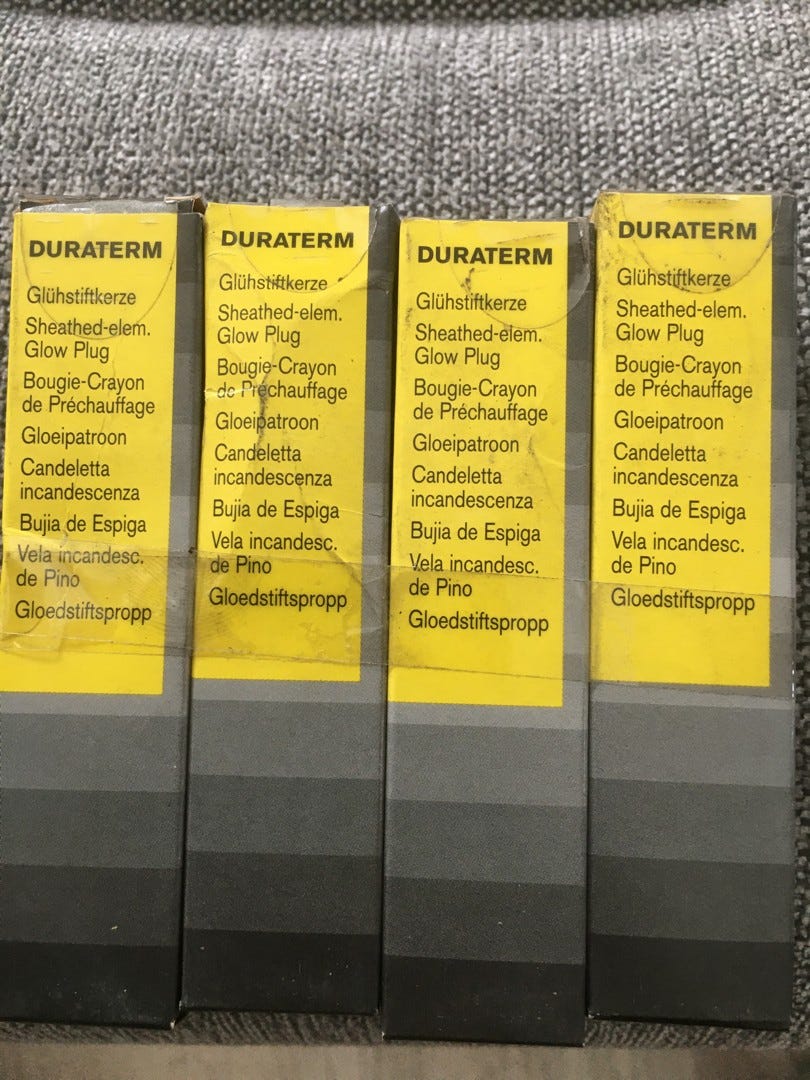 DURATERM
Glühstiftkerze
Sheathed-elem.
Glow Plug
Bougie-Crayon
de Préchauffage
Gloeipatroon
Candeletta
incandescenza
Bujia de Espiga
Vela incandesc.
de Pino
Gloedstiftspropp
DURATERM
Glühstiftkerze
Sheathed-elem.
Glow Plug
Bougie-Crayon
de Préchauffage
Gloeipatroon
Candeletta
incandescenza
Bujia de Espiga
Vela incandesc.
de Pino
Gloedstiftspropp
DURATERM
Glühstiftkerze
Sheathed-elem.
Glow Plug
Bougie-Crayon
de Préchauffage
Gloeipatroon
Candeletta
incandescenza
Bujia de Espiga
Vela incandesc.
de Pino
Gloedstiftspropp
DURATERM
Glühstiftkerze
Sheathed-elem.
Glow Plug
Bougie-Crayon
de Préchauffage
Gloeipatroon
Candeletta
incandescenza
Bujia de Espiga
Vela incandesc.
de Pino
Gloedstiftspropp